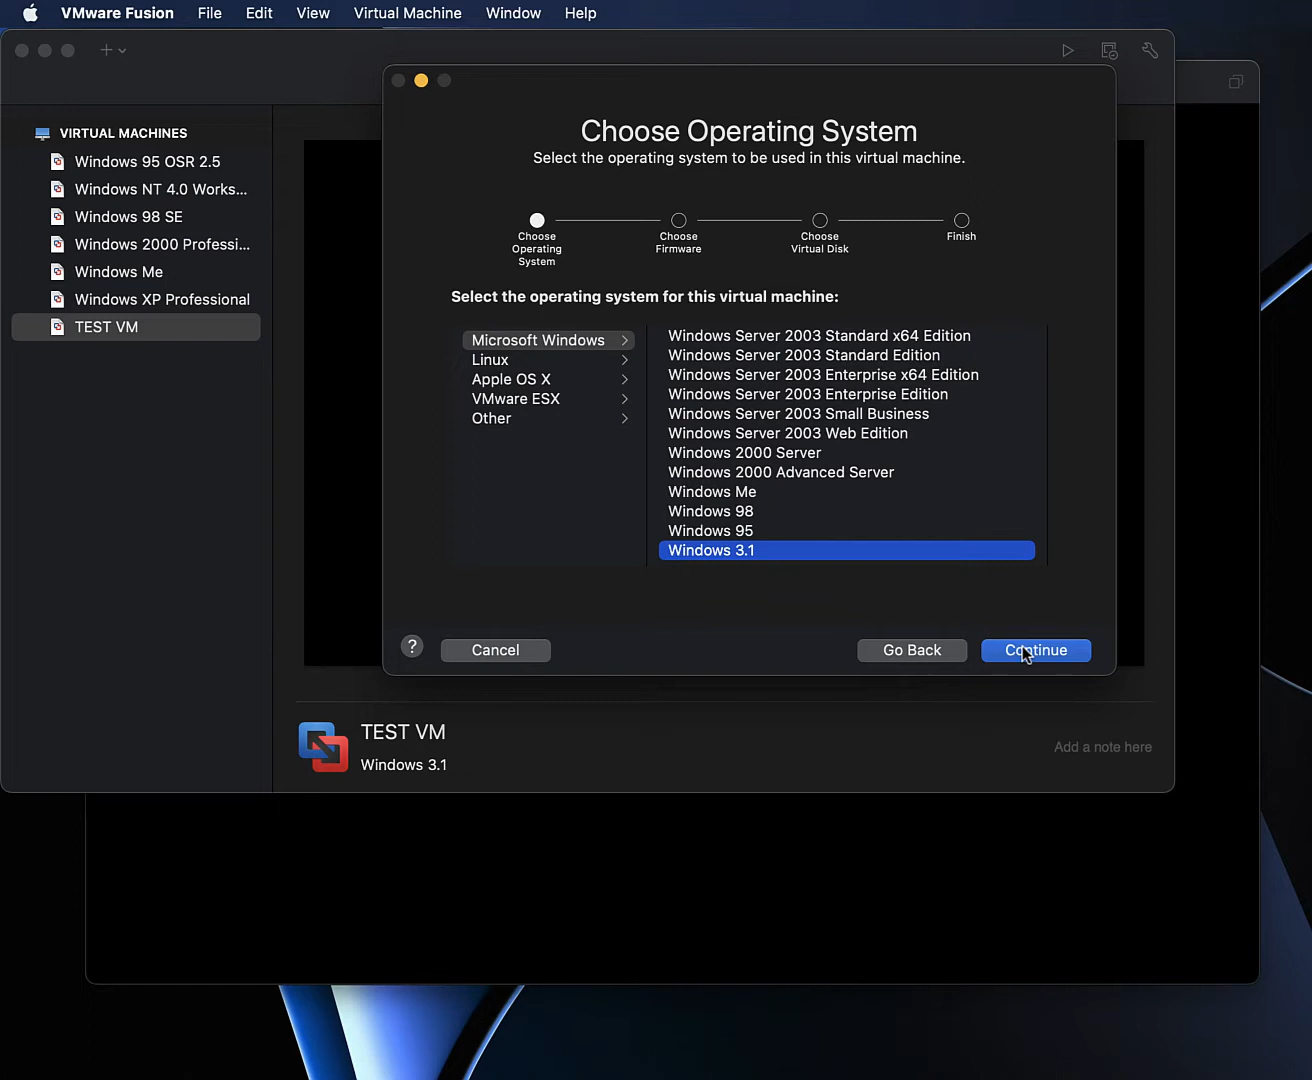 VMware Fusion File Edit View Virtual Machine Window Help
VIRTUAL MACHINES
Windows 95 OSR 2.5
Windows NT 4.0 Works...
Windows 98 SE
Windows 2000 Professi...
Windows Me
Windows XP Professional
TEST VM
Choose Operating System
Select the operating system to be used in this virtual machine.
Choose
Operating
System
Choose
Firmware
Choose
Virtual Disk
Finish
Select the operating system for this virtual machine:
Microsoft Windows
Linux
Apple OS X
VMware ESX
Other
Windows Server 2003 Standard x64 Edition
Windows Server 2003 Standard Edition
Windows Server 2003 Enterprise x64 Edition
Windows Server 2003 Enterprise Edition
Windows Server 2003 Small Business
Windows Server 2003 Web Edition
Windows 2000 Server
Windows 2000 Advanced Server
Windows Me
Windows 98
Windows 95
Windows 3.1
? Cancel Go Back Continue
TEST VM
Windows 3.1
Add a note here